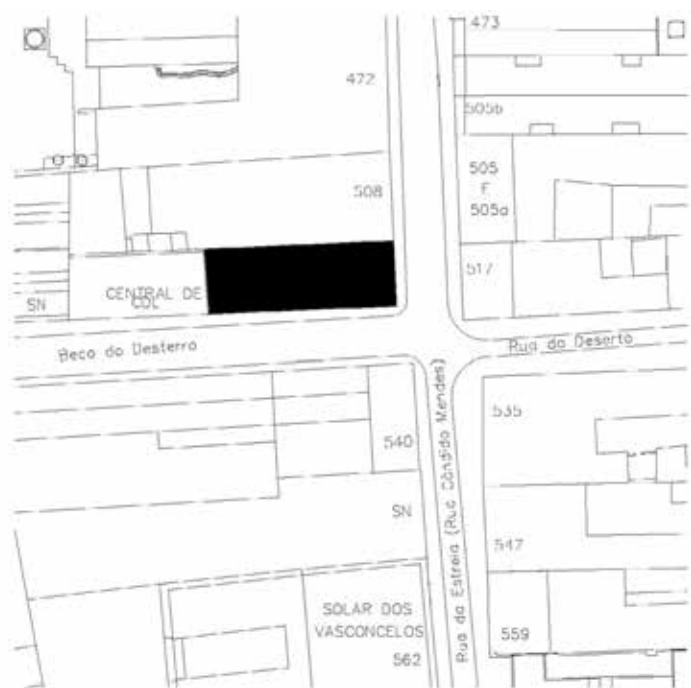 473
472
505b
505
F
505a
508
517
SN
CENTRAL DE
COL
Beco do Desterro
Rua do Deserto
535
540
SN
Rua da Estrela (Rua Cândido Mendes)
547
SOLAR DOS
VASCONCELOS
562
559